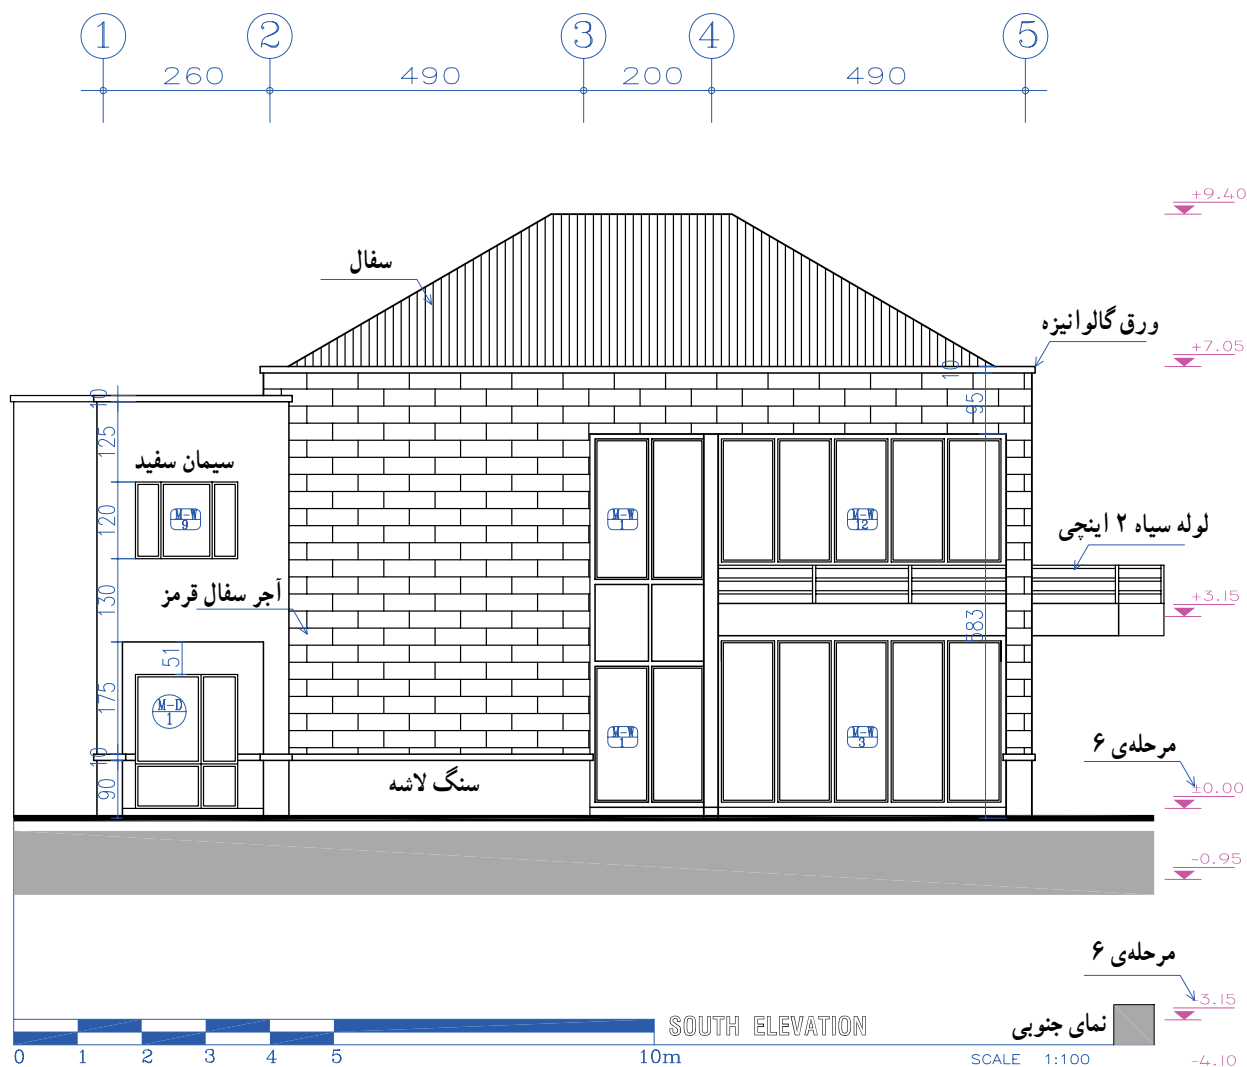 1 2 3 4 5
260 490 200 490
+9.40
سفال
ورق گالوانیزه
+7.05
10
95
10
125
سیمان سفید
120
M-W
9
M-W
1
M-W
12
لوله سیاه ۲ اینچی
آجر سفال قرمز
130
+3.15
583
51
175
M-D
1
M-W
1
M-W
3
10
مرحله‌ی ۶
سنگ لاشه
90
±0.00
-0.95
مرحله‌ی ۶
-3.15
SOUTH ELEVATION
نمای جنوبی
0 1 2 3 4 5 10m
SCALE 1:100
-4.10